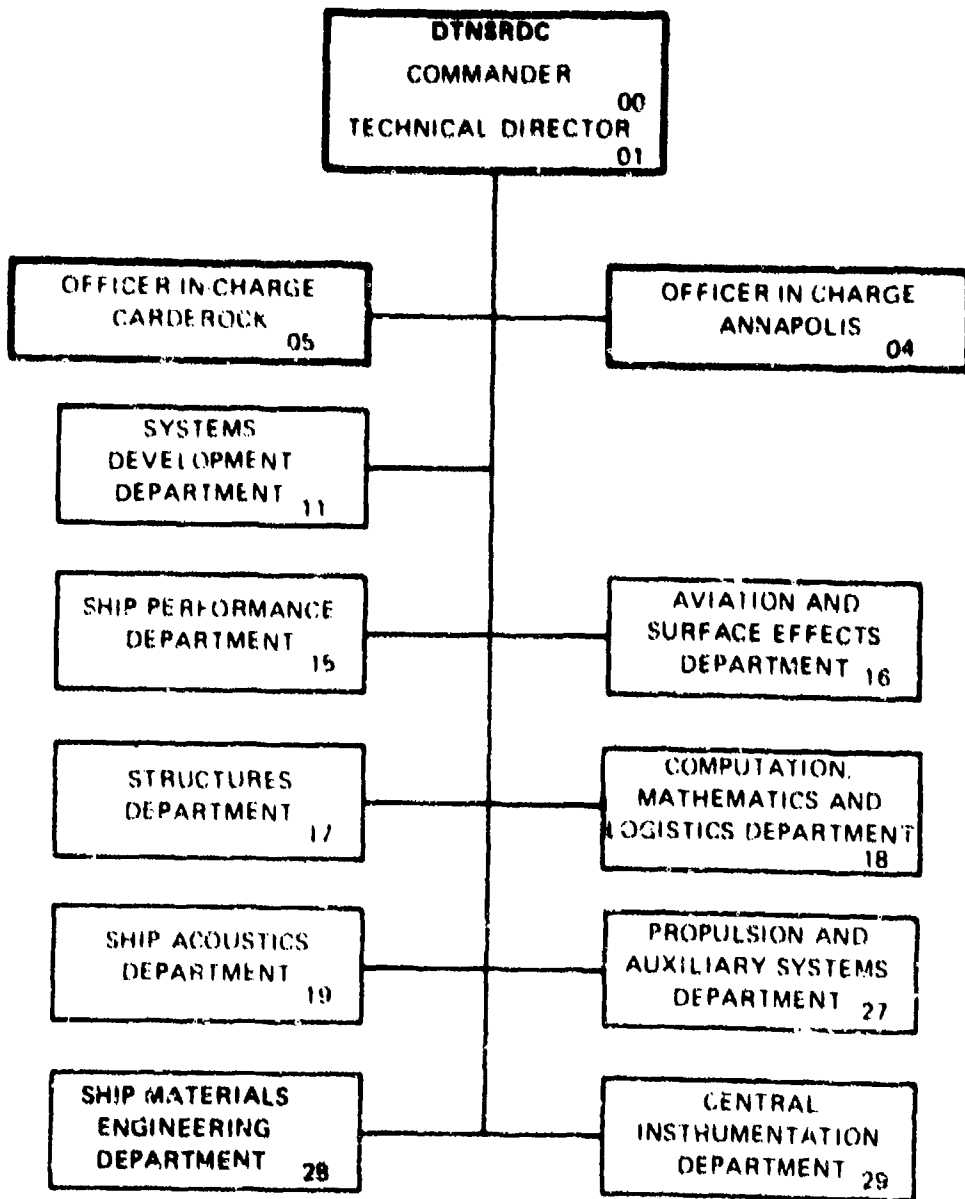 DTNSRDC
COMMANDER
00
TECHNICAL DIRECTOR
01
OFFICER-IN-CHARGE
CARDEROCK
05
OFFICER-IN-CHARGE
ANNAPOLIS
04
SYSTEMS
DEVELOPMENT
DEPARTMENT
11
SHIP PERFORMANCE
DEPARTMENT
15
AVIATION AND
SURFACE EFFECTS
DEPARTMENT
16
STRUCTURES
DEPARTMENT
17
COMPUTATION,
MATHEMATICS AND
LOGISTICS DEPARTMENT
18
SHIP ACOUSTICS
DEPARTMENT
19
PROPULSION AND
AUXILIARY SYSTEMS
DEPARTMENT
27
SHIP MATERIALS
ENGINEERING
DEPARTMENT
28
CENTRAL
INSTRUMENTATION
DEPARTMENT
29